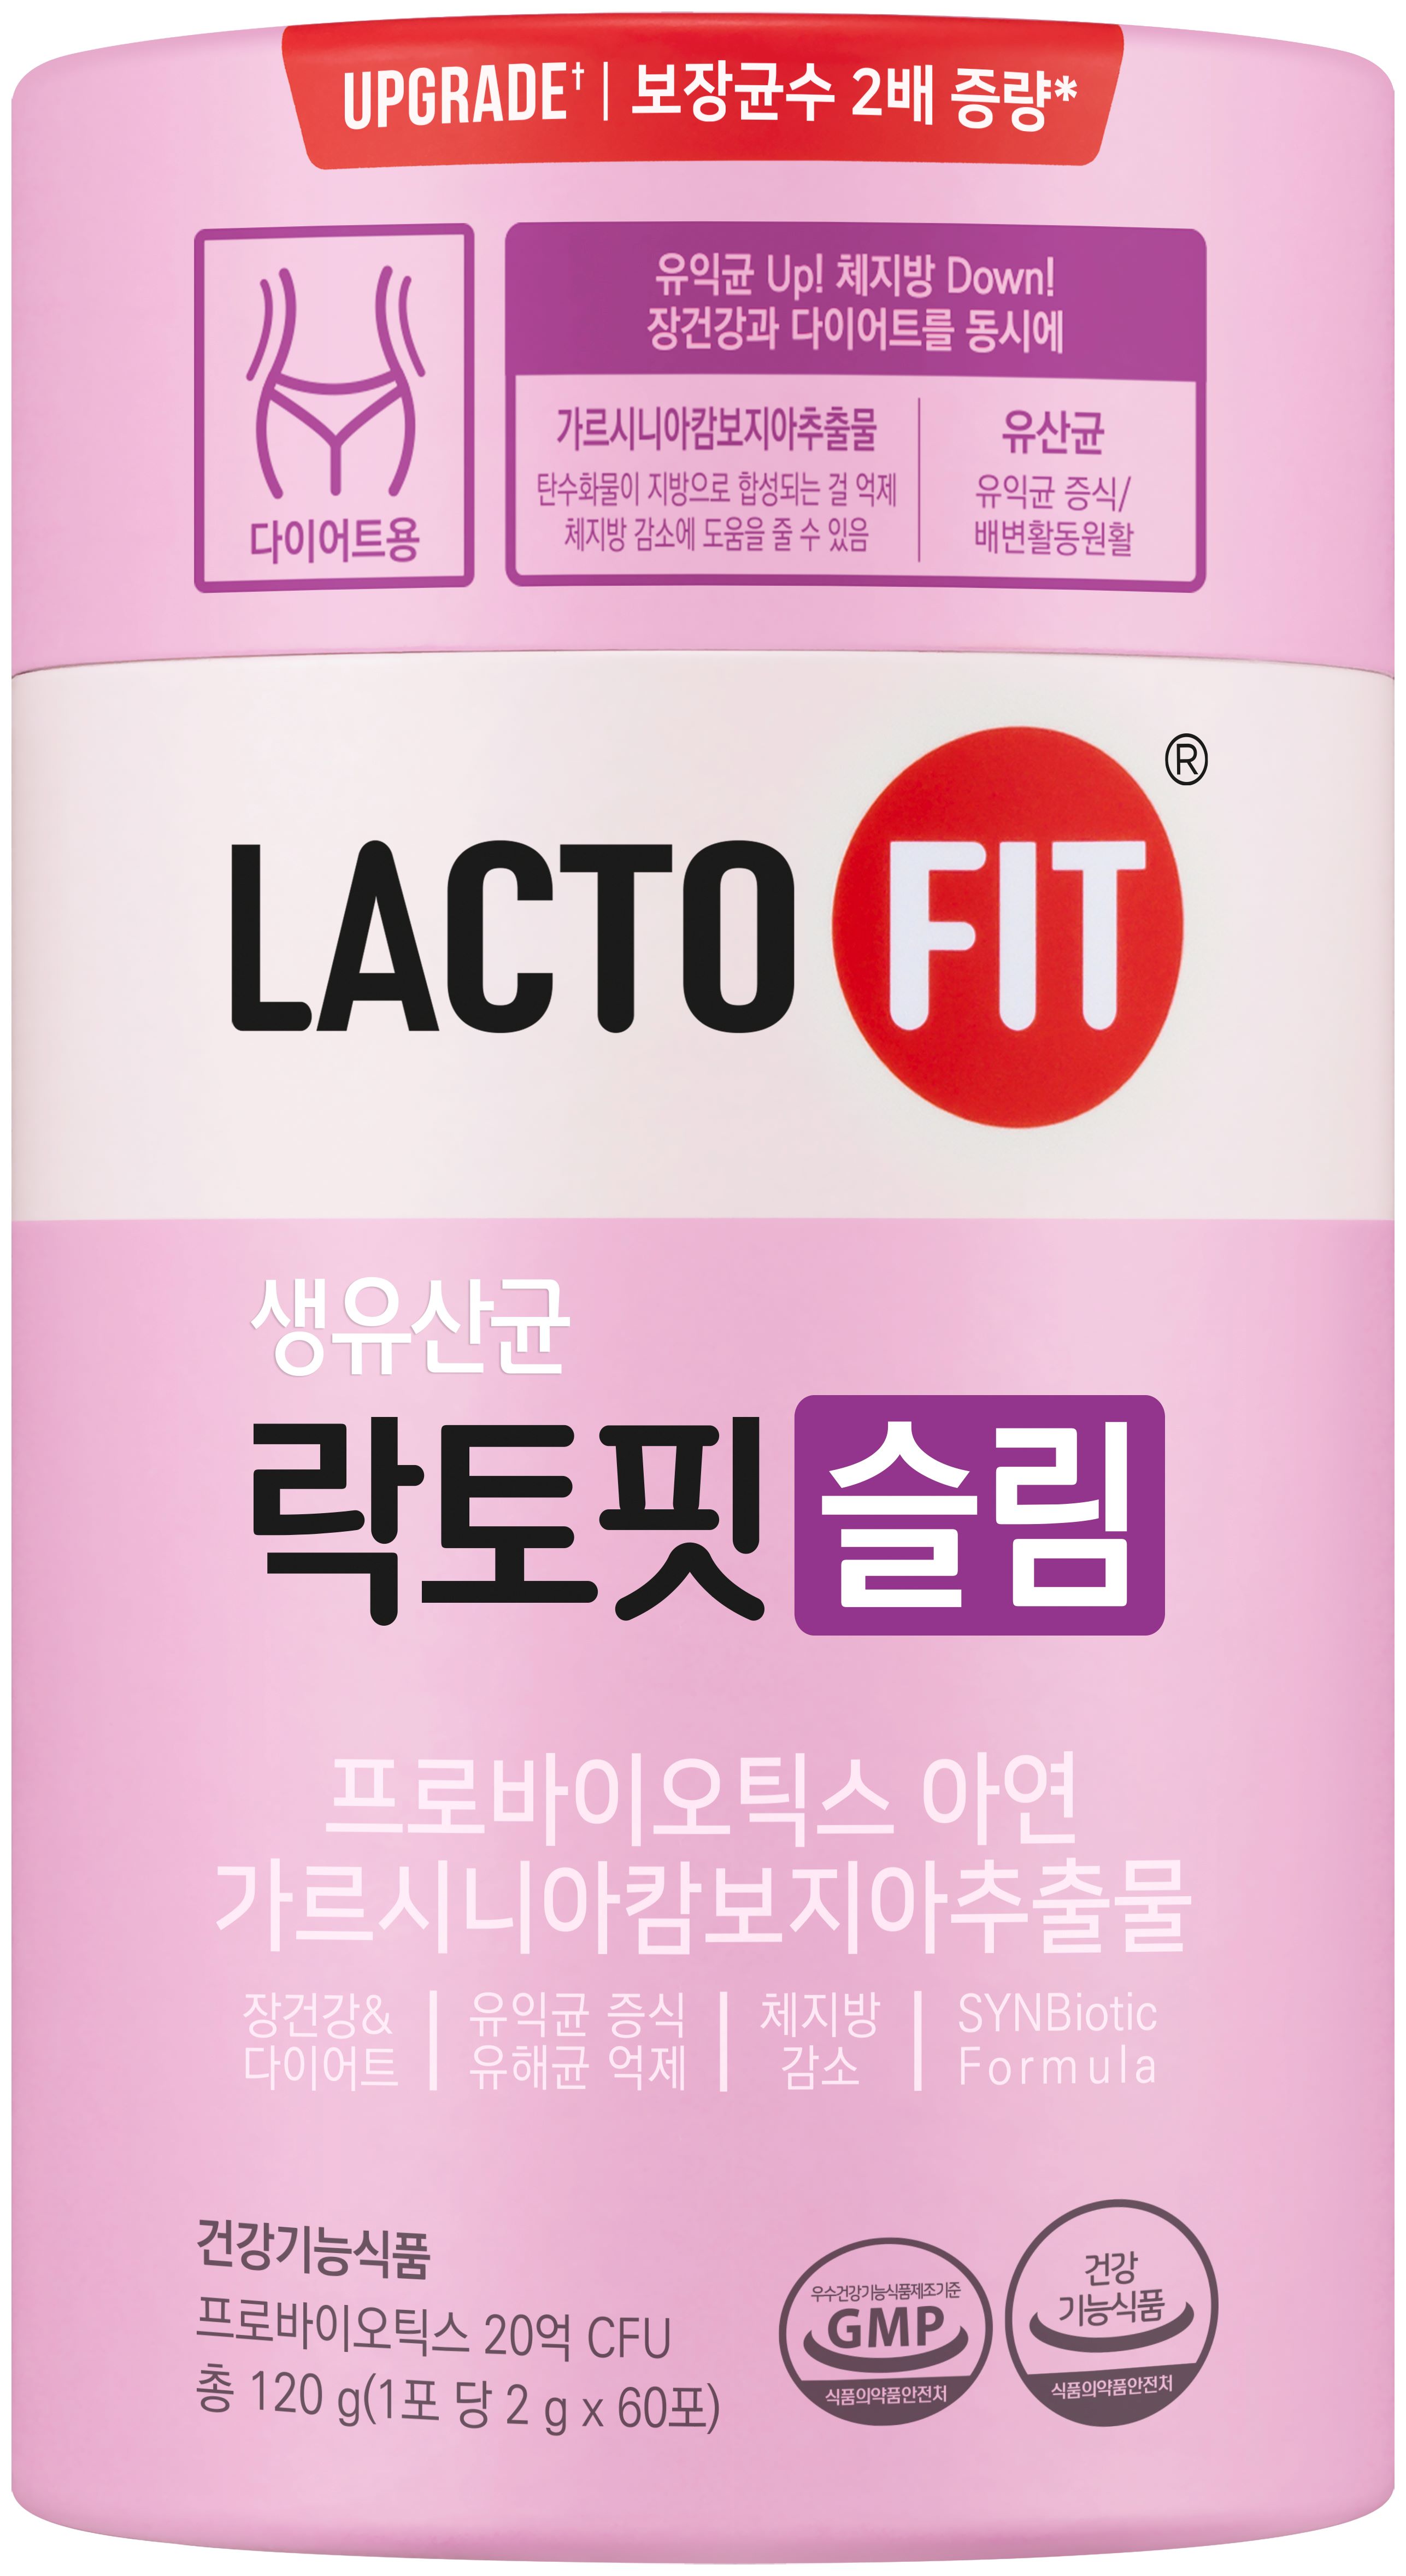 UPGRADE† | 보장균수 2배 증량*
유익균 Up! 체지방 Down!
장건강과 다이어트를 동시에
다이어트용
가르시니아캄보지아추출물
탄수화물이 지방으로 합성되는 걸 억제
체지방 감소에 도움을 줄 수 있음
유산균
유익균 증식/
배변활동원활
LACTO FIT®
생유산균
락토핏 슬림
프로바이오틱스 아연
가르시니아캄보지아추출물
장건강&
다이어트
유익균 증식
유해균 억제
체지방
감소
SYNBiotic
Formula
건강기능식품
프로바이오틱스 20억 CFU
총 120 g(1포 당 2 g x 60포)
우수건강기능식품제조기준
GMP
식품의약품안전처
건강
기능식품
식품의약품안전처